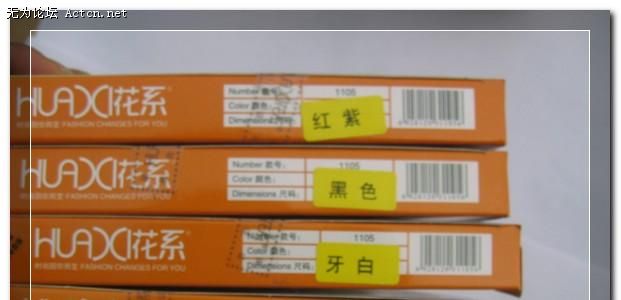 无为论坛 Actcn.net
HUAXI花系
FASHION CHANGES FOR YOU
Number 款号: 1105
Color 颜色:
Dimensions 尺码:
红紫
HUAXI花系
FASHION CHANGES FOR YOU
Number 款号: 1105
Color 颜色:
Dimensions 尺码:
黑色
HUAXI花系
FASHION CHANGES FOR YOU
Number 款号: 1105
Color 颜色:
Dimensions 尺码:
牙白